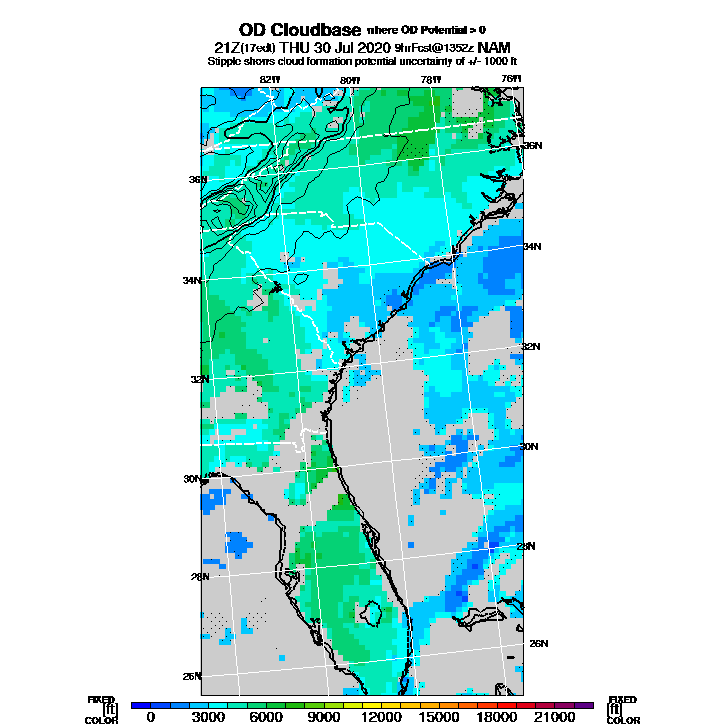 OD Cloudbase where OD Potential > 0
21Z(17edt) THU 30 Jul 2020 9hrFcst@1352z NAM
Stipple shows cloud formation potential uncertainty of +/- 1000 ft
82W 80W 78W 76W
36N
36N
34N
34N
32N
32N
30N
30N
28N
28N
26N
26N
FIXED FIXED
[ft] 0 3000 6000 9000 12000 15000 18000 21000 [ft]
COLOR COLOR